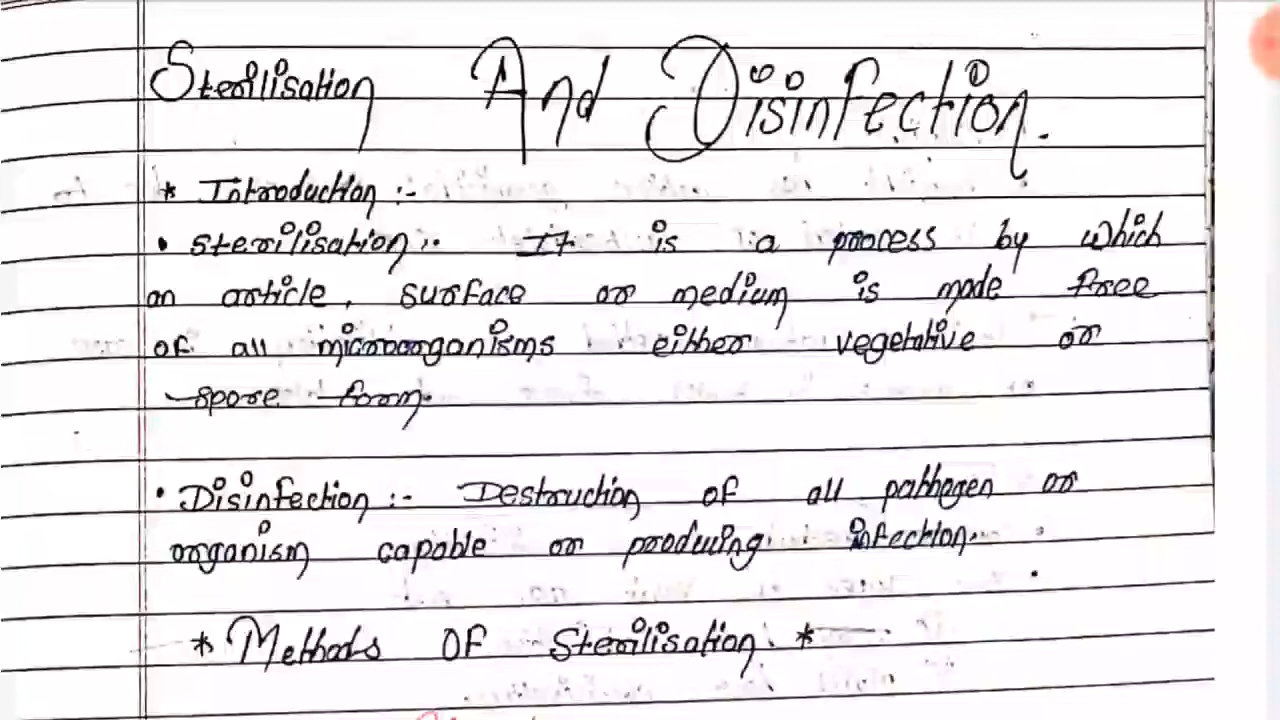 Sterilisation And Disinfection.
* Introduction :-
• Sterilisation :- It is a process by which
an article, surface or medium is made free
of all microorganisms either vegetative or
spore form.
• Disinfection :- Destruction of all pathogen or
organism capable or producing infection.
* Methods Of Sterilisation. *